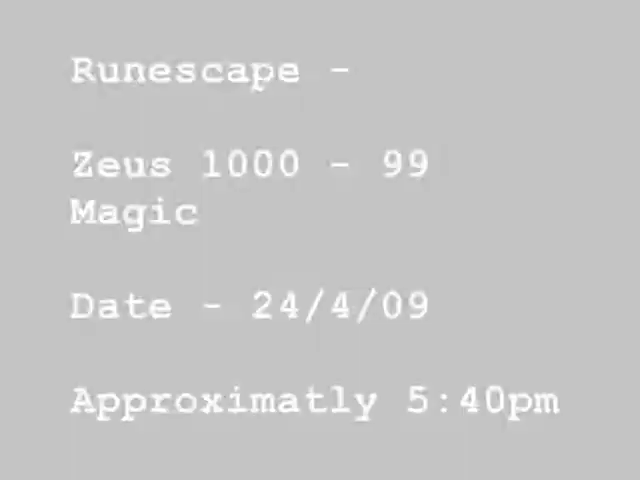 Runescape -
Zeus 1000 - 99
Magic
Date - 24/4/09
Approximatly 5:40pm